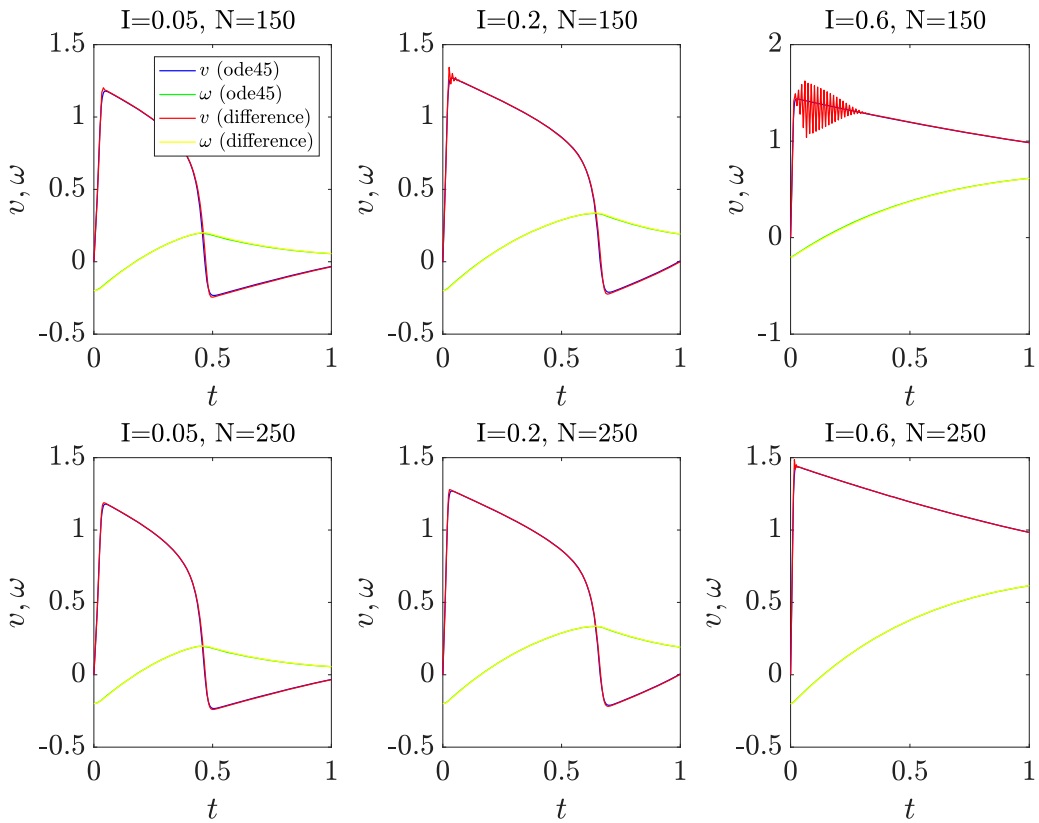 I=0.05, N=150
I=0.2, N=150
I=0.6, N=150
v (ode45)
ω (ode45)
v (difference)
ω (difference)
v, ω
1.5
1
0.5
0
-0.5
0
0.5
1
t
v, ω
1.5
1
0.5
0
-0.5
0
0.5
1
t
v, ω
2
1
0
-1
0
0.5
1
t
I=0.05, N=250
I=0.2, N=250
I=0.6, N=250
v, ω
1.5
1
0.5
0
-0.5
0
0.5
1
t
v, ω
1.5
1
0.5
0
-0.5
0
0.5
1
t
v, ω
1.5
1
0.5
0
-0.5
0
0.5
1
t